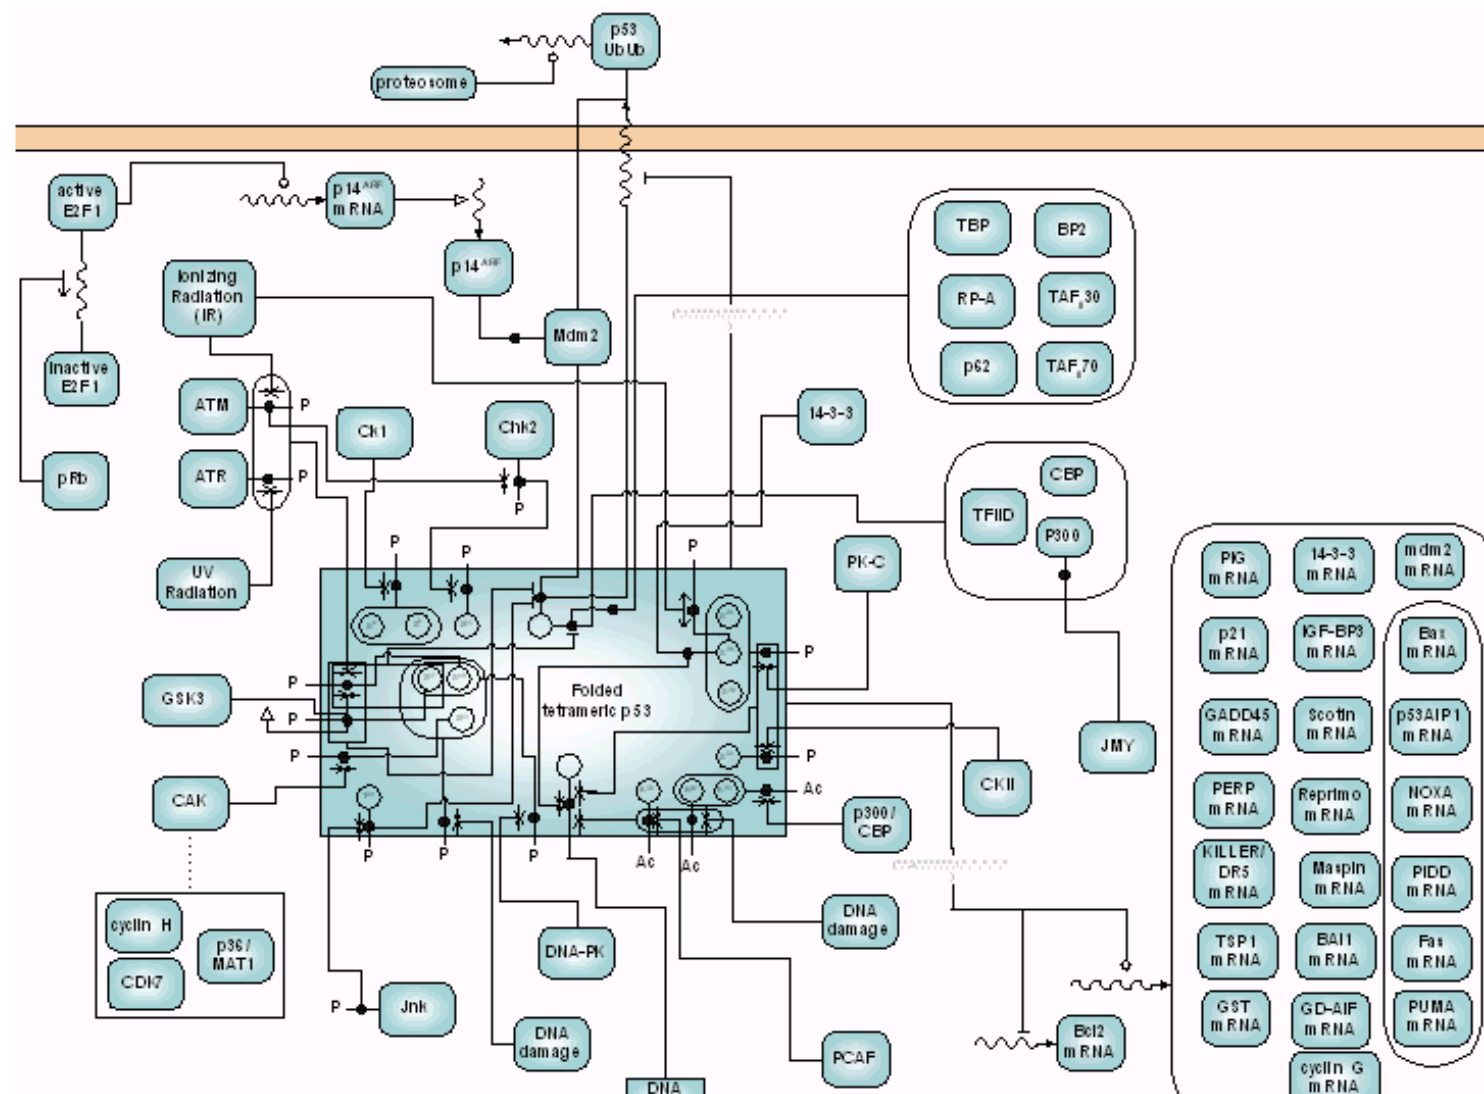 p53
UbUb
proteosome
active
E2F1
p14ARF
mRNA
p14ARF
Ionizing
Radiation
(IR)
Mdm2
inactive
E2F1
TBP
BP2
RP-A
TAFII30
p62
TAFII70
ATM
P
Ck1
Chk2
14-3-3
ATR
P
pRb
P
CBP
TFIID
P300
UV
Radiation
P
P
P
PK-C
PIG
mRNA
14-3-3
mRNA
mdm2
mRNA
p21
mRNA
IGF-BP3
mRNA
Bax
mRNA
P
GSK3
P
P
Folded
tetrameric p53
GADD45
mRNA
Scotin
mRNA
p53AIP1
mRNA
JMY
P
P
CKII
CAK
Ac
p300/
CBP
PERP
mRNA
Reprimo
mRNA
NOXA
mRNA
P
P
P
Ac
Ac
KILLER/
DR5
mRNA
Maspin
mRNA
PIDD
mRNA
cyclin H
p36/
MAT1
CDK7
DNA-PK
DNA
damage
TSP1
mRNA
BAI1
mRNA
Fas
mRNA
P
Jnk
DNA
damage
PCAF
Bcl2
mRNA
GST
mRNA
GD-AIF
mRNA
PUMA
mRNA
cyclin G
mRNA
DNA